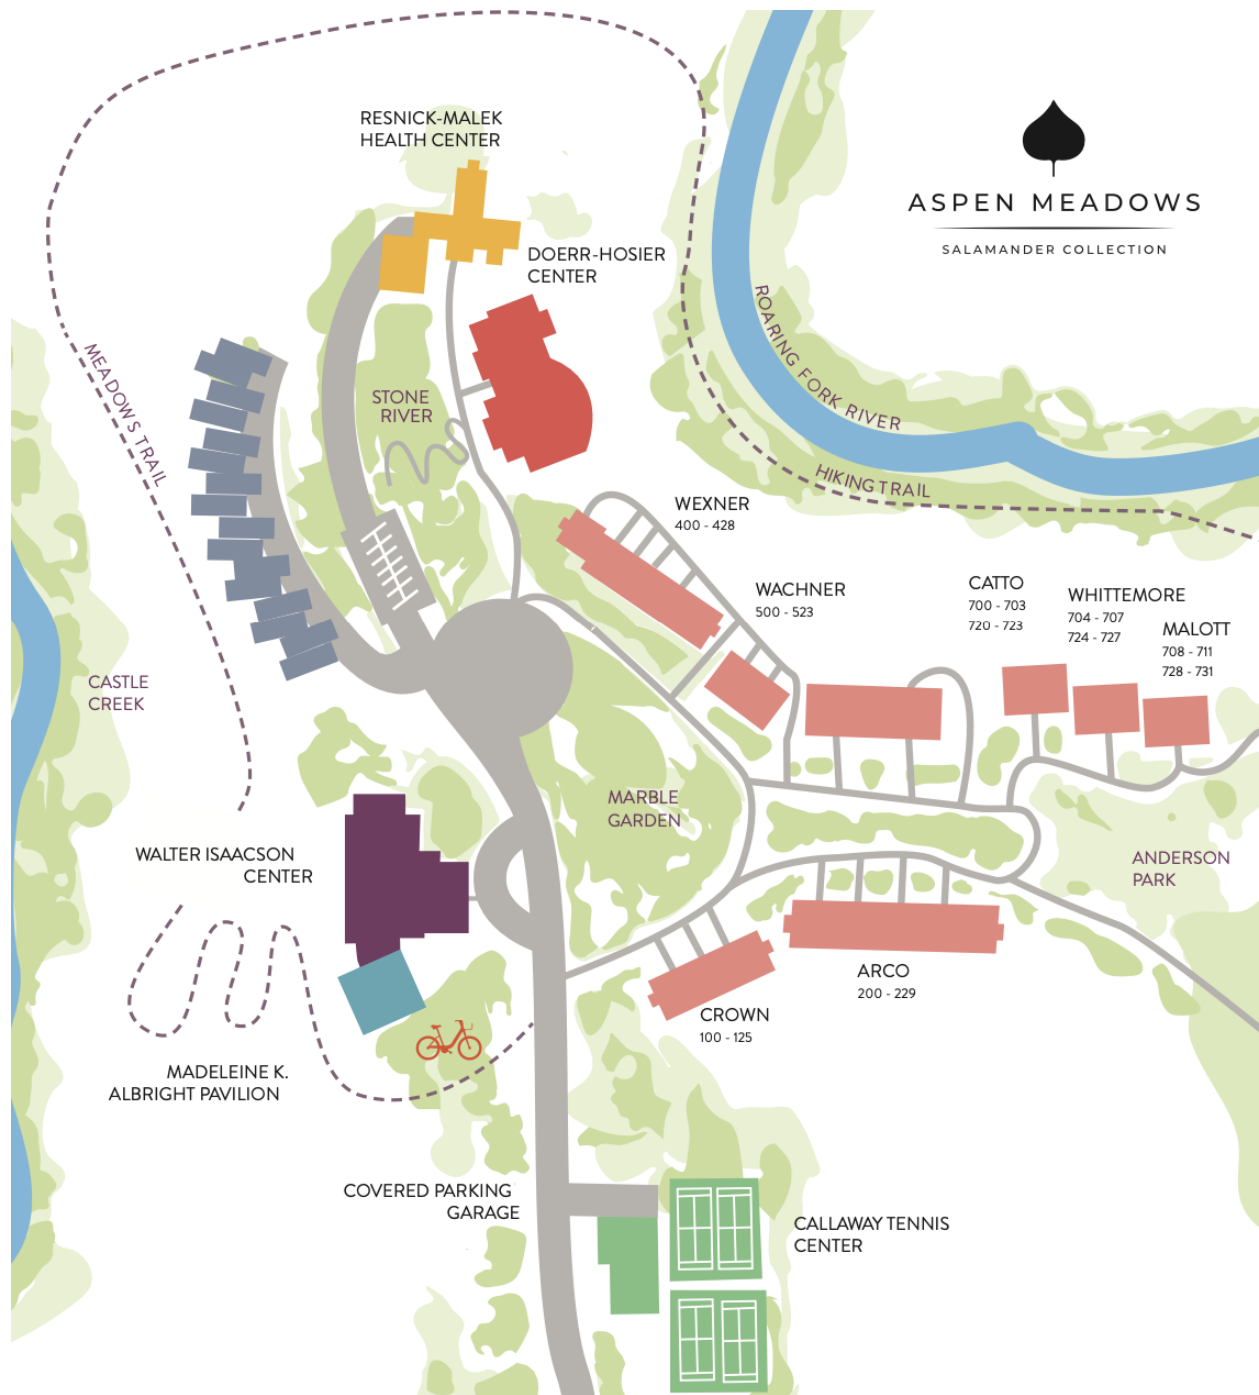 RESNICK-MALEK
HEALTH CENTER
ASPEN MEADOWS
SALAMANDER COLLECTION
DOERR-HOSIER
CENTER
ROARING FORK RIVER
MEADOWS TRAIL
STONE
RIVER
HIKING TRAIL
WEXNER
400 - 428
WACHNER
500 - 523
CATTO
700 - 703
720 - 723
WHITTEMORE
704 - 707
724 - 727
MALOTT
708 - 711
728 - 731
CASTLE
CREEK
MARBLE
GARDEN
WALTER ISAACSON
CENTER
ANDERSON
PARK
ARCO
200 - 229
CROWN
100 - 125
MADELEINE K.
ALBRIGHT PAVILION
COVERED PARKING
GARAGE
CALLAWAY TENNIS
CENTER